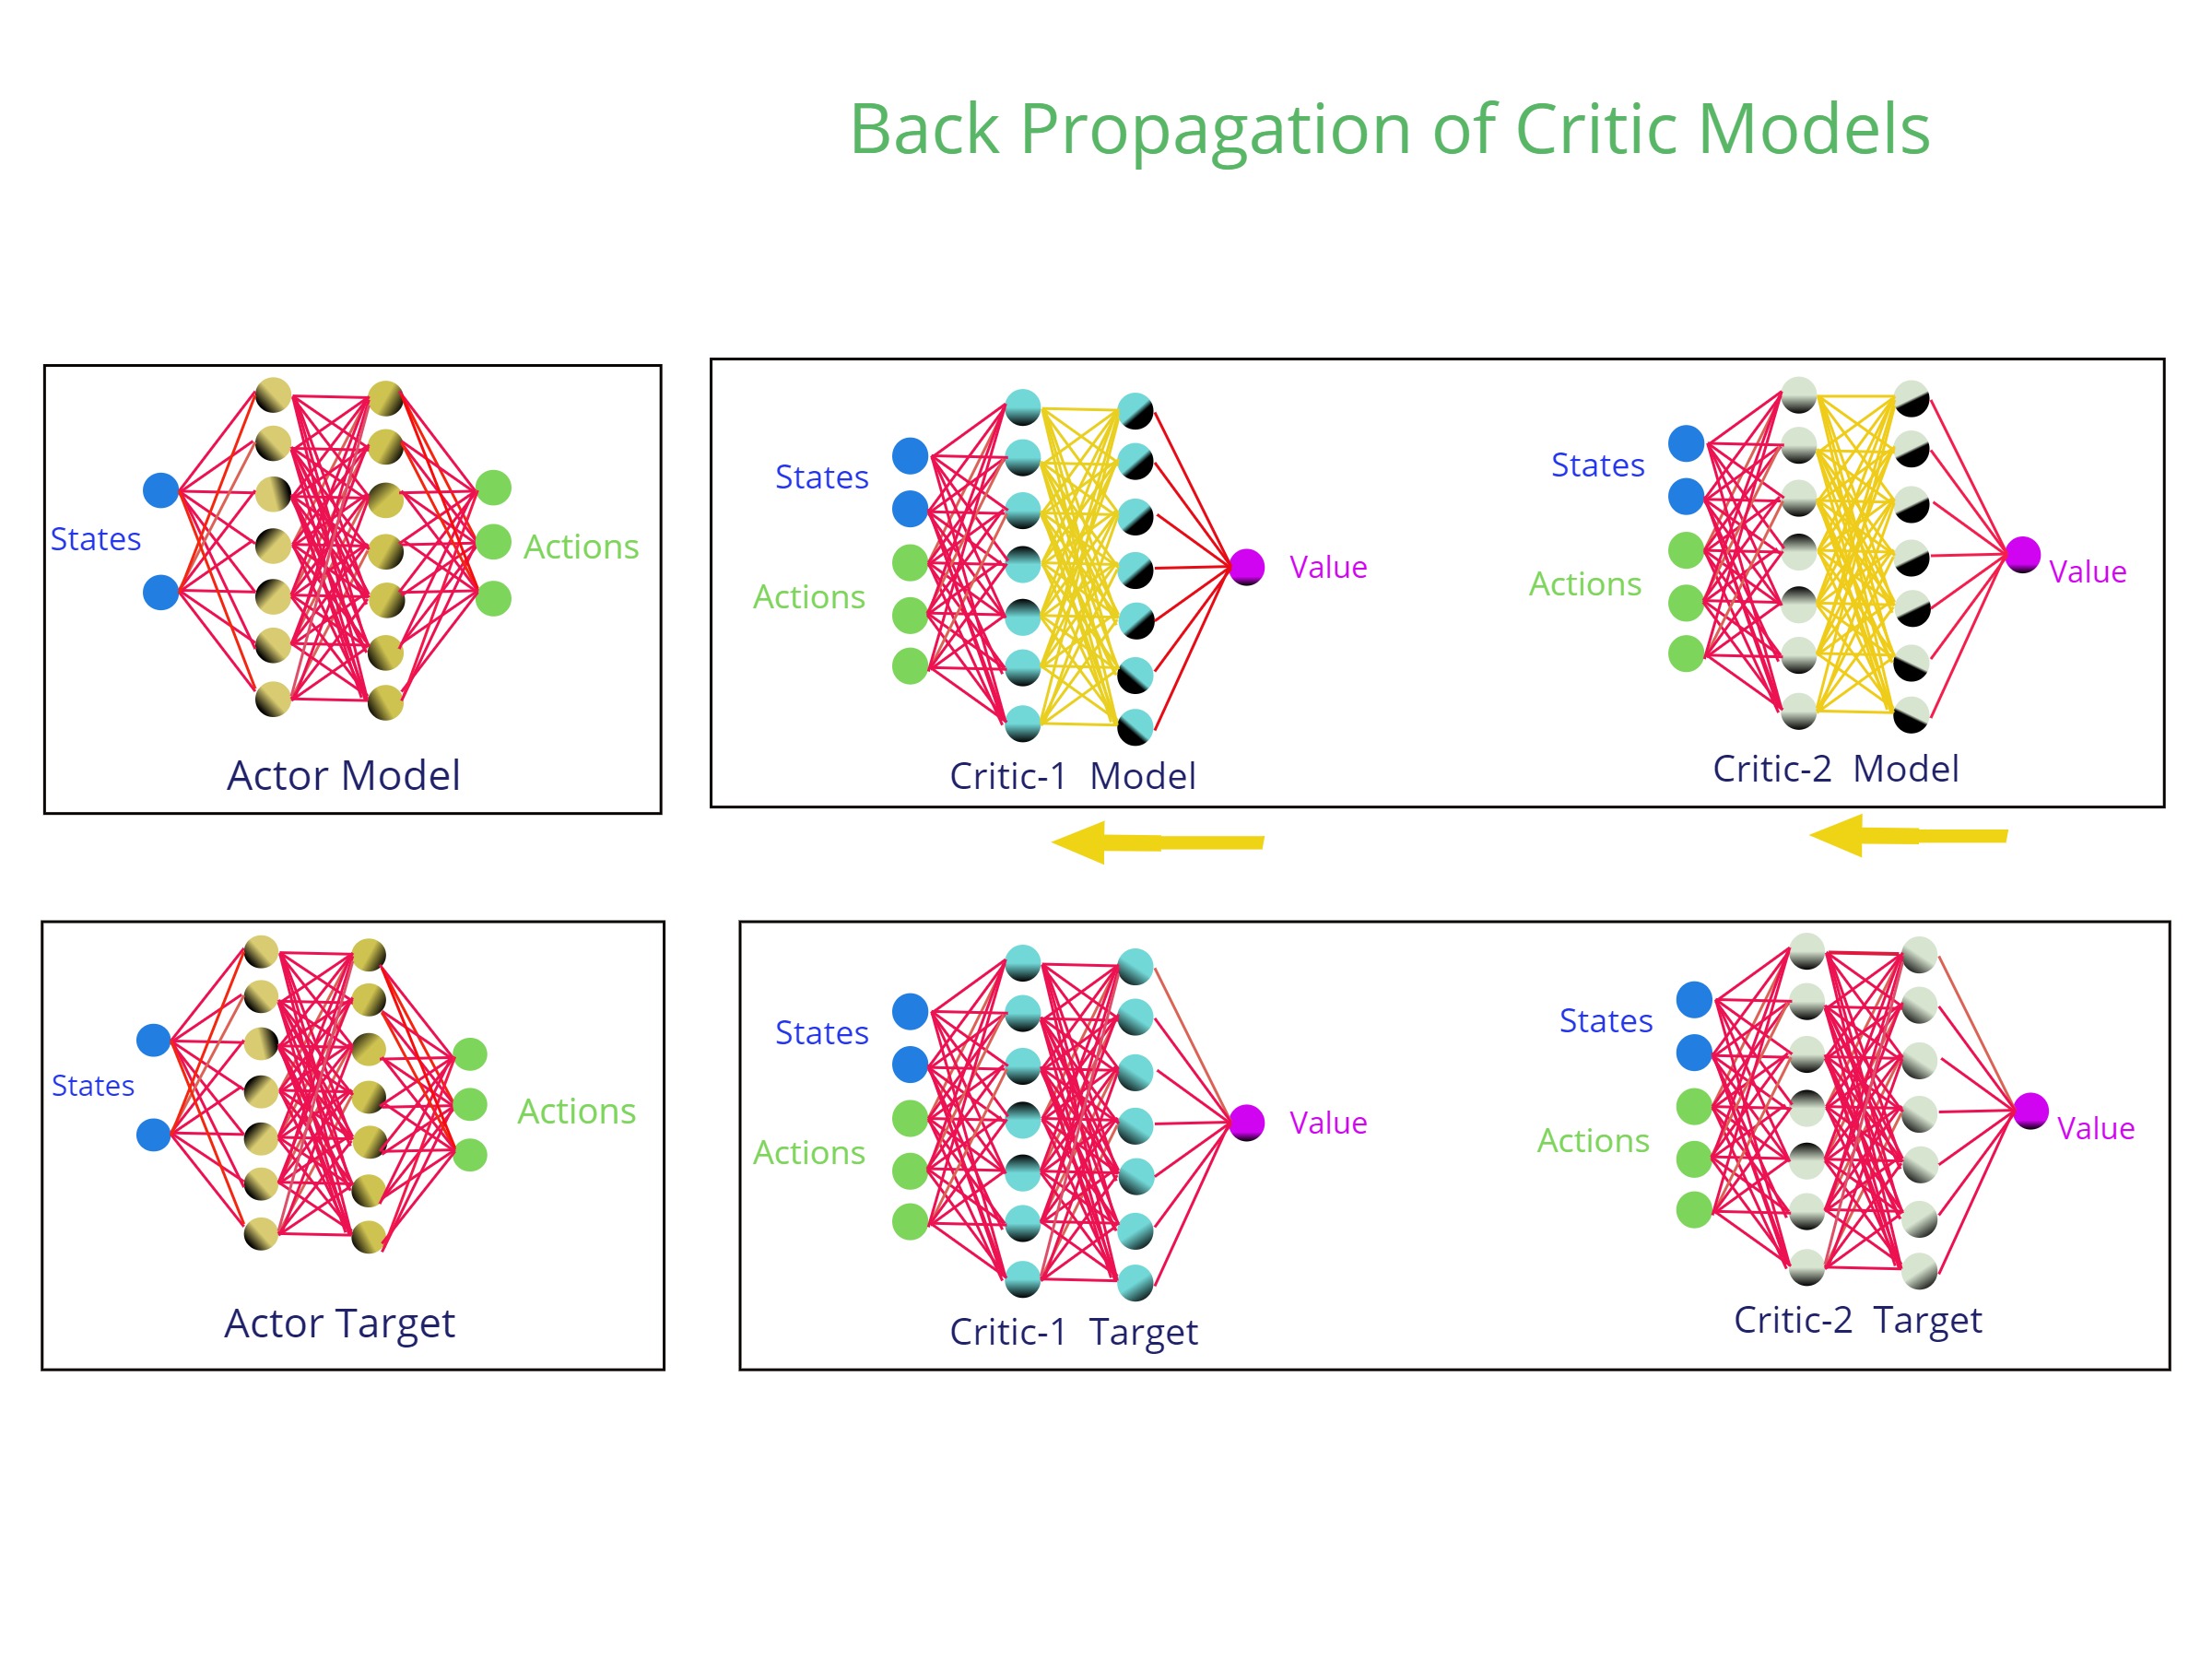 Back Propagation of Critic Models
States
Actions
Actor Model
States
Actions
Value
Critic-1 Model
States
Actions
Value
Critic-2 Model
States
Actions
Actor Target
States
Actions
Value
Critic-1 Target
States
Actions
Value
Critic-2 Target